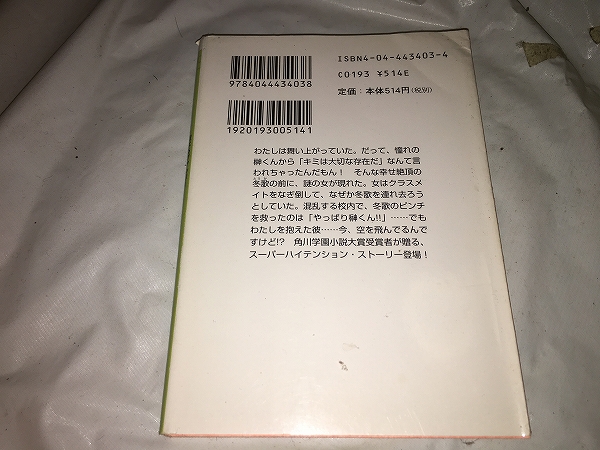 ISBN4-04-443403-4
C0193 ¥514E
定価：本体514円(税別)
9784044434038
1920193005141
わたしは舞い上がっていた。だって、憧れの
榊くんから「キミは大切な存在だ」なんて言
われちゃったんだもん！ そんな幸せ絶頂の
冬歌の前に、謎の女が現れた。女はクラスメ
イトをなぎ倒して、なぜか冬歌を連れ去ろう
としていた。混乱する校内で、冬歌のピンチ
を救ったのは「やっぱり榊くん!!」……でも
わたしを抱えた彼……今、空を飛んでるんで
すけど!? 角川学園小説大賞受賞者が贈る、
スーパーハイテンション・ストーリー登場！